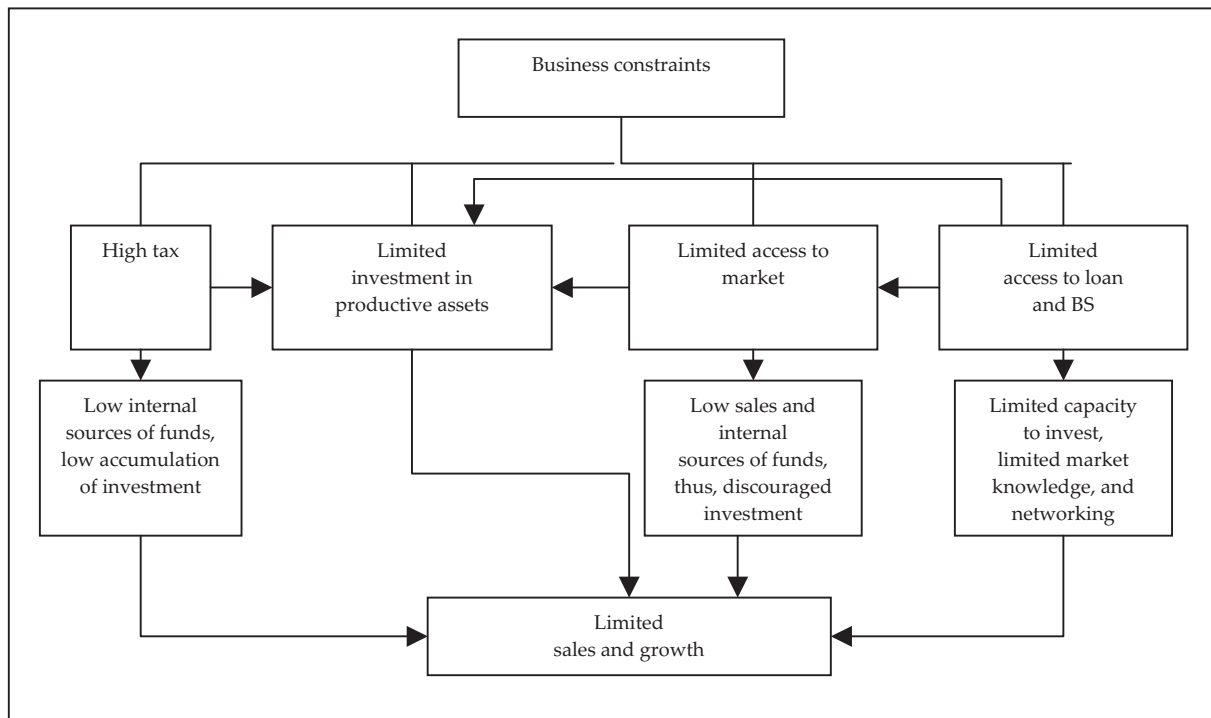 Business constraints
High tax
Limited
investment in
productive assets
Limited access to
market
Limited
access to loan
and BS
Low internal
sources of funds,
low accumulation
of investment
Low sales and
internal
sources of funds,
thus, discouraged
investment
Limited capacity
to invest,
limited market
knowledge, and
networking
Limited
sales and growth